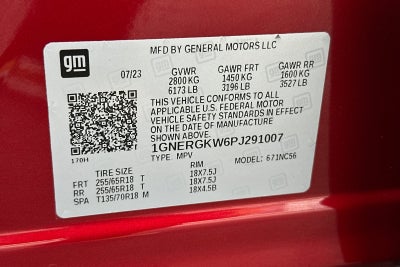 gm
MFD BY GENERAL MOTORS LLC
07/23 GVWR GAWR FRT GAWR RR
2800 KG 1450 KG 1600 KG
6173 LB 3196 LB 3527 LB
THIS VEHICLE CONFORMS TO ALL
APPLICABLE U.S. FEDERAL MOTOR
VEHICLE SAFETY STANDARDS IN EFFECT
ON THE DATE OF MANUFACTURE SHOWN
ABOVE.
1GNERGKW6PJ291007
170H
TYPE: MPV MODEL: 671NC56
TIRE RIM
FRT 255/65R18 T 18X7.5J
RR 255/65R18 T 18X7.5J
SPA T135/70R18 M 18X4.5B